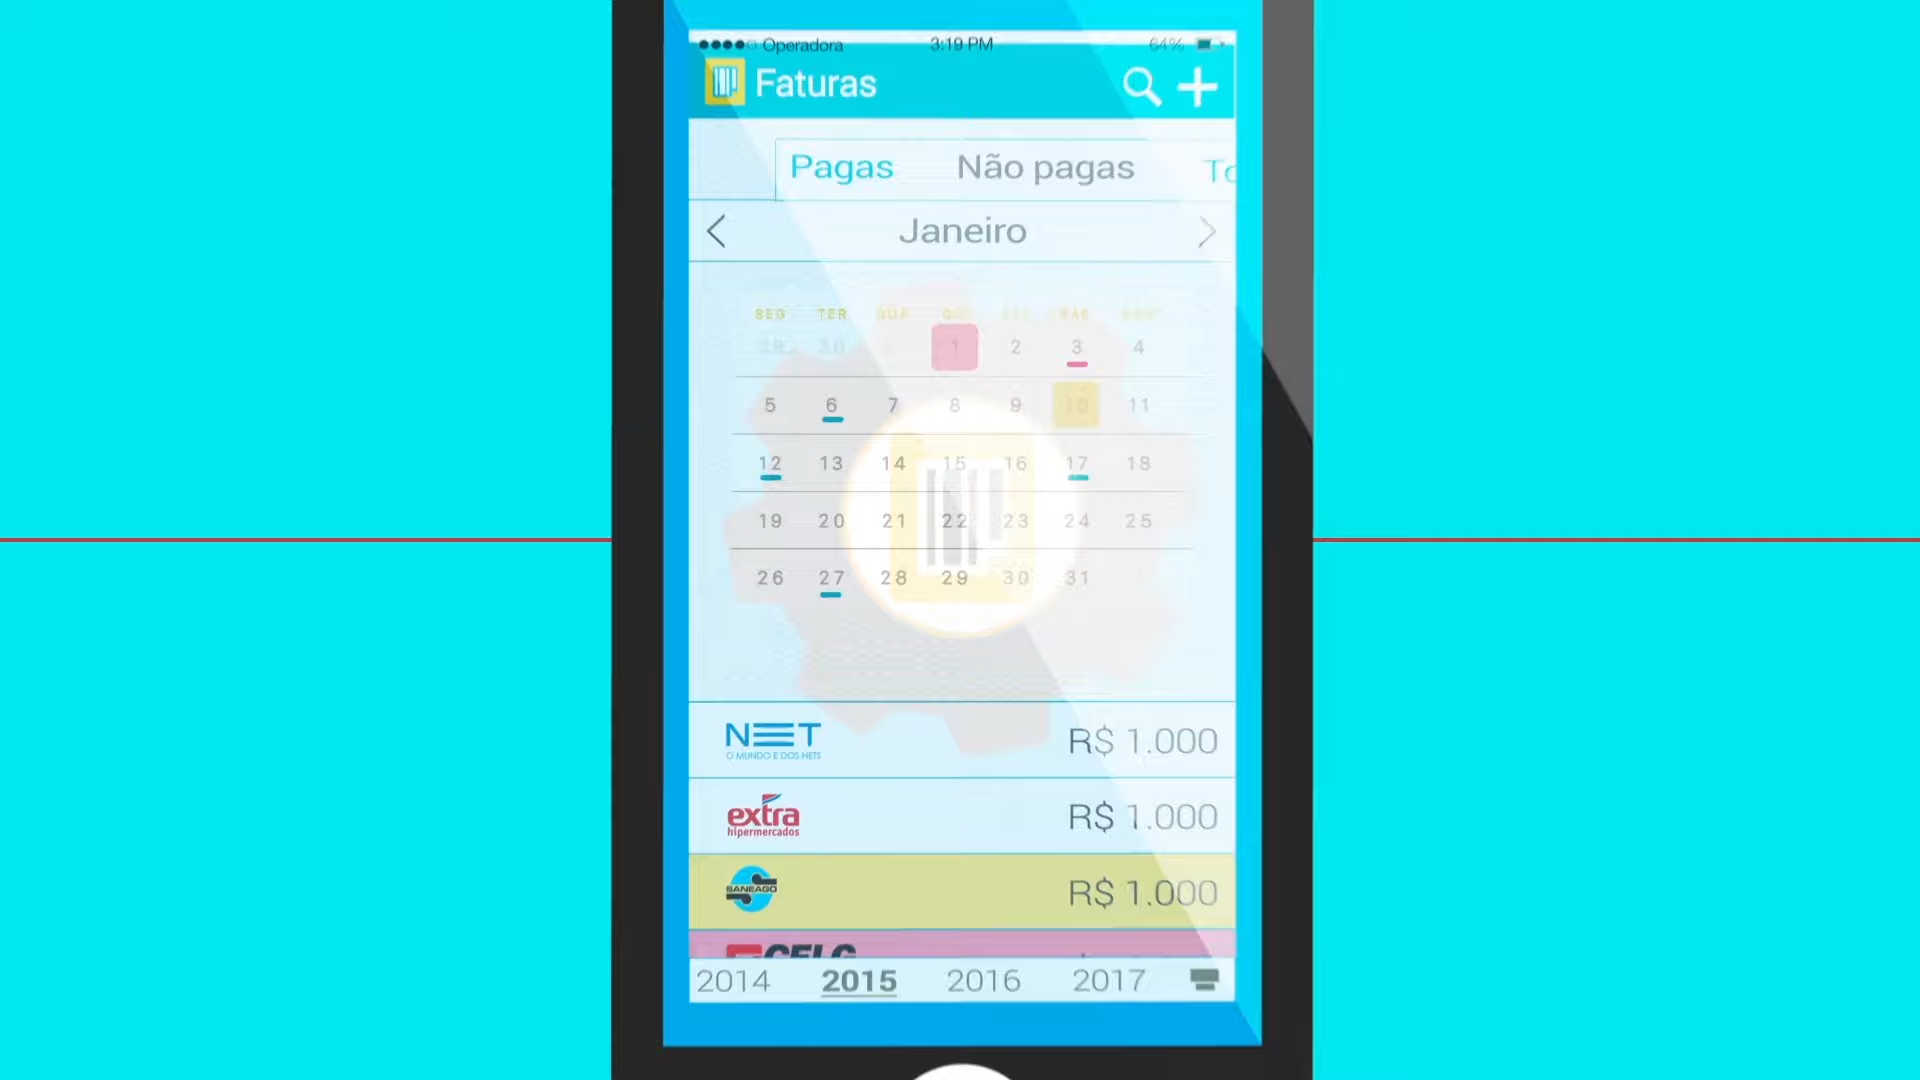 Operadora 3:19 PM 64%
Faturas
Pagas Não pagas To
Janeiro
SEG TER QUA
1 2 3 4
5 6 7 8 9 10 11
12 13 14 15 16 17 18
19 20 21 22 23 24 25
26 27 28 29 30 31
NET R$ 1.000
O MUNDO É DOS NETS
extra R$ 1.000
hipermercados
SANEAGO R$ 1.000
CELG
2014 2015 2016 2017